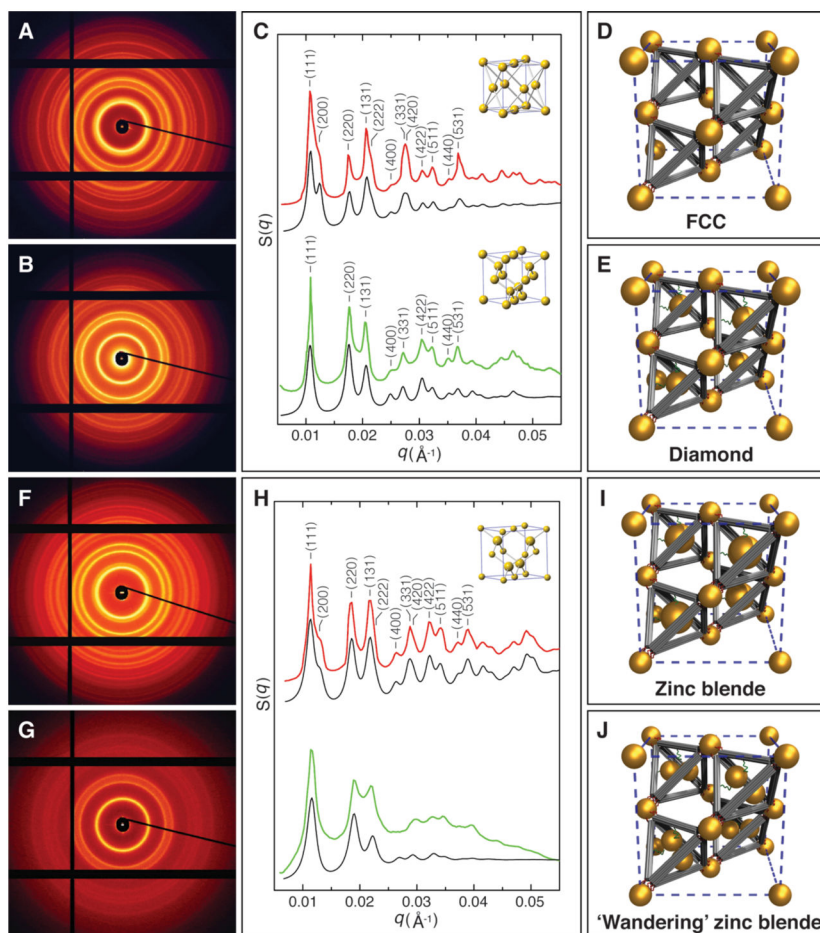 A
B
C
(111)
(200)
(220)
(131)
(222)
(400)
(331)
(420)
(422)
(511)
(440)
(531)
(111)
(220)
(131)
(400)
(331)
(422)
(511)
(440)
(531)
S(q)
0.01 0.02 0.03 0.04 0.05
q(Å-1)
D
FCC
E
Diamond
F
G
H
(111)
(200)
(220)
(131)
(222)
(400)
(331)
(420)
(422)
(511)
(440)
(531)
S(q)
0.01 0.02 0.03 0.04 0.05
q(Å-1)
I
Zinc blende
J
‘Wandering’ zinc blende